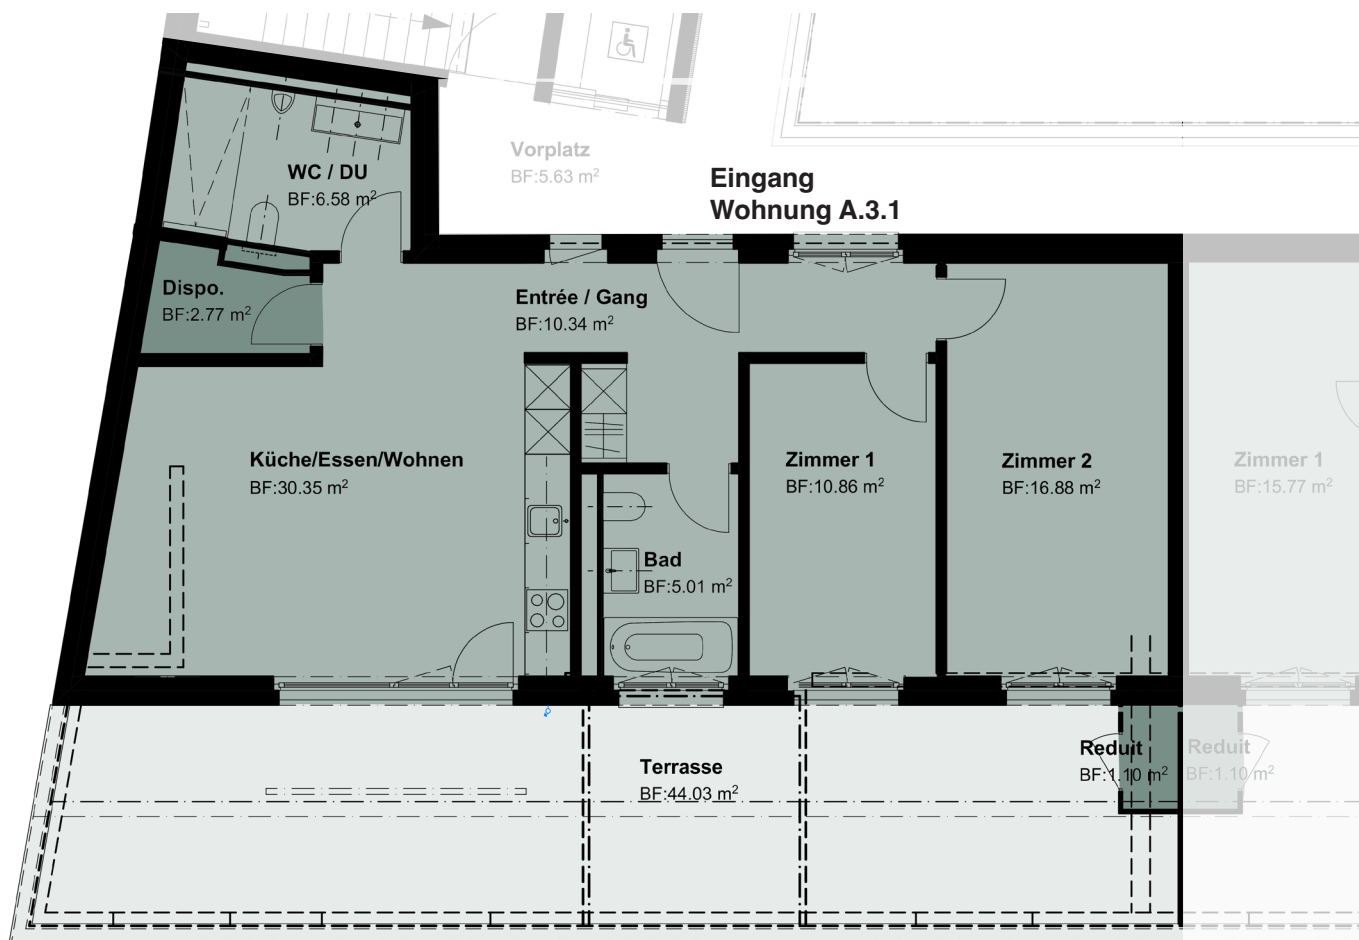 Vorplatz
BF:5.63 m²
Eingang
Wohnung A.3.1
WC / DU
BF:6.58 m²
Dispo.
BF:2.77 m²
Entrée / Gang
BF:10.34 m²
Küche/Essen/Wohnen
BF:30.35 m²
Zimmer 1
BF:10.86 m²
Zimmer 2
BF:16.88 m²
Zimmer 1
BF:15.77 m²
Bad
BF:5.01 m²
Terrasse
BF:44.03 m²
Reduit
BF:1.10 m²
Reduit
BF:1.10 m²